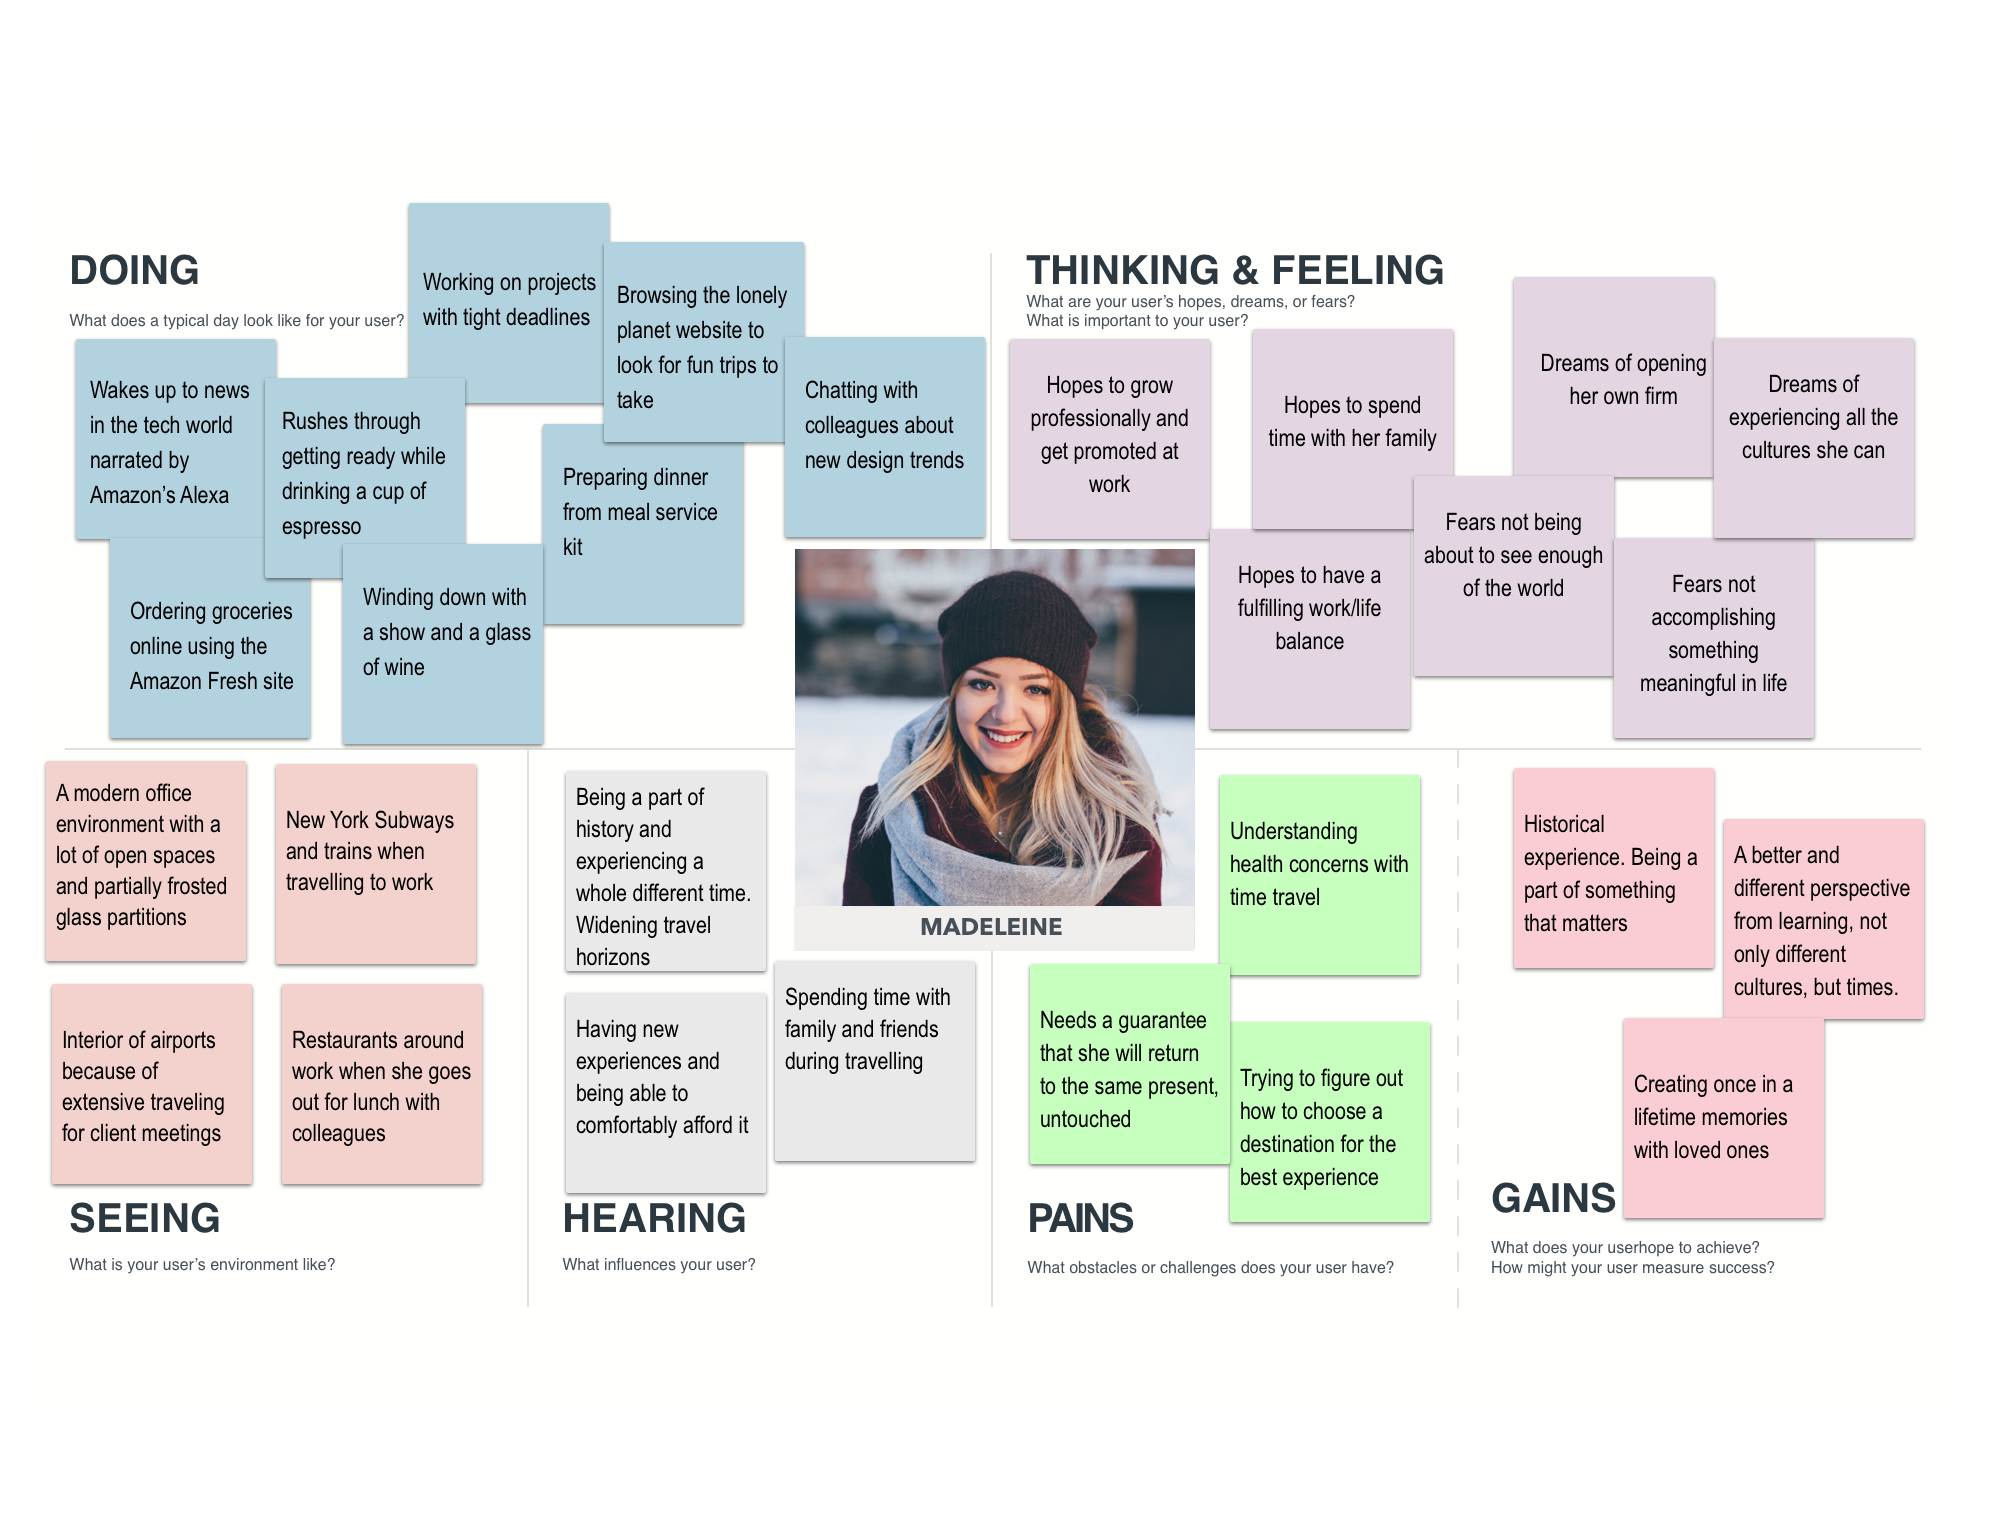 DOING
What does a typical day look like for your user?
Wakes up to news
in the tech world
narrated by
Amazon’s Alexa
Rushes through
getting ready while
drinking a cup of
espresso
Working on projects
with tight deadlines
Browsing the lonely
planet website to
look for fun trips to
take
Chatting with
colleagues about
new design trends
Preparing dinner
from meal service
kit
Ordering groceries
online using the
Amazon Fresh site
Winding down with
a show and a glass
of wine
THINKING & FEELING
What are your user’s hopes, dreams, or fears?
What is important to your user?
Hopes to grow
professionally and
get promoted at
work
Hopes to spend
time with her family
Dreams of opening
her own firm
Dreams of
experiencing all the
cultures she can
Hopes to have a
fulfilling work/life
balance
Fears not being
about to see enough
of the world
Fears not
accomplishing
something
meaningful in life
MADELEINE
A modern office
environment with a
lot of open spaces
and partially frosted
glass partitions
New York Subways
and trains when
travelling to work
Interior of airports
because of
extensive traveling
for client meetings
Restaurants around
work when she goes
out for lunch with
colleagues
SEEING
What is your user’s environment like?
Being a part of
history and
experiencing a
whole different time.
Widening travel
horizons
Having new
experiences and
being able to
comfortably afford it
Spending time with
family and friends
during travelling
HEARING
What influences your user?
Understanding
health concerns with
time travel
Needs a guarantee
that she will return
to the same present,
untouched
Trying to figure out
how to choose a
destination for the
best experience
PAINS
What obstacles or challenges does your user have?
Historical
experience. Being a
part of something
that matters
A better and
different perspective
from learning, not
only different
cultures, but times.
Creating once in a
lifetime memories
with loved ones
GAINS
What does your userhope to achieve?
How might your user measure success?